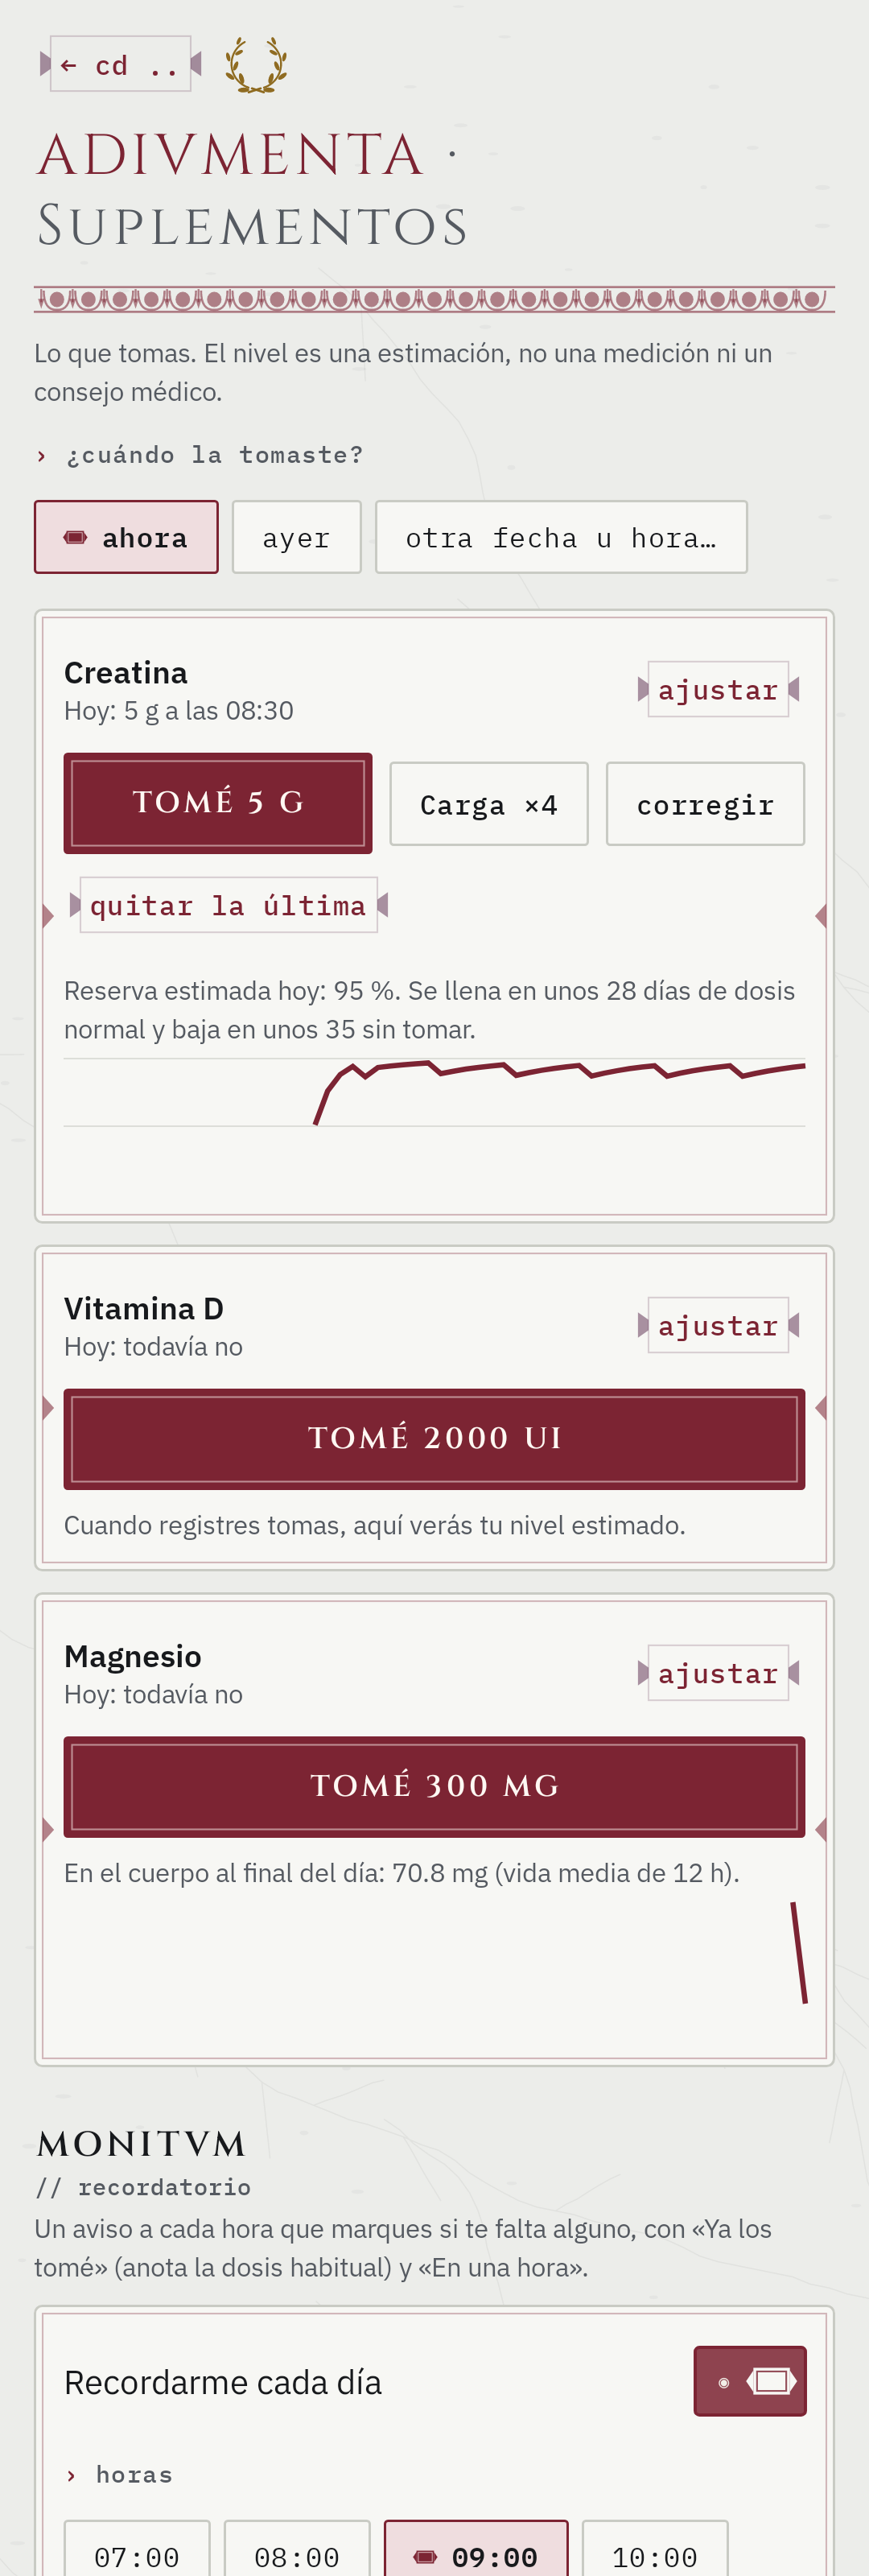 ← cd ..
ADIVMENTA ·
SUPLEMENTOS
Lo que tomas. El nivel es una estimación, no una medición ni un
consejo médico.
› ¿cuándo la tomaste?
ahora ayer otra fecha u hora…
Creatina
ajustar
Hoy: 5 g a las 08:30
TOMÉ 5 G Carga ×4 corregir
quitar la última
Reserva estimada hoy: 95 %. Se llena en unos 28 días de dosis
normal y baja en unos 35 sin tomar.
Vitamina D
ajustar
Hoy: todavía no
TOMÉ 2000 UI
Cuando registres tomas, aquí verás tu nivel estimado.
Magnesio
ajustar
Hoy: todavía no
TOMÉ 300 MG
En el cuerpo al final del día: 70.8 mg (vida media de 12 h).
MONITVM
// recordatorio
Un aviso a cada hora que marques si te falta alguno, con «Ya los
tomé» (anota la dosis habitual) y «En una hora».
Recordarme cada día
› horas
07:00 08:00 09:00 10:00